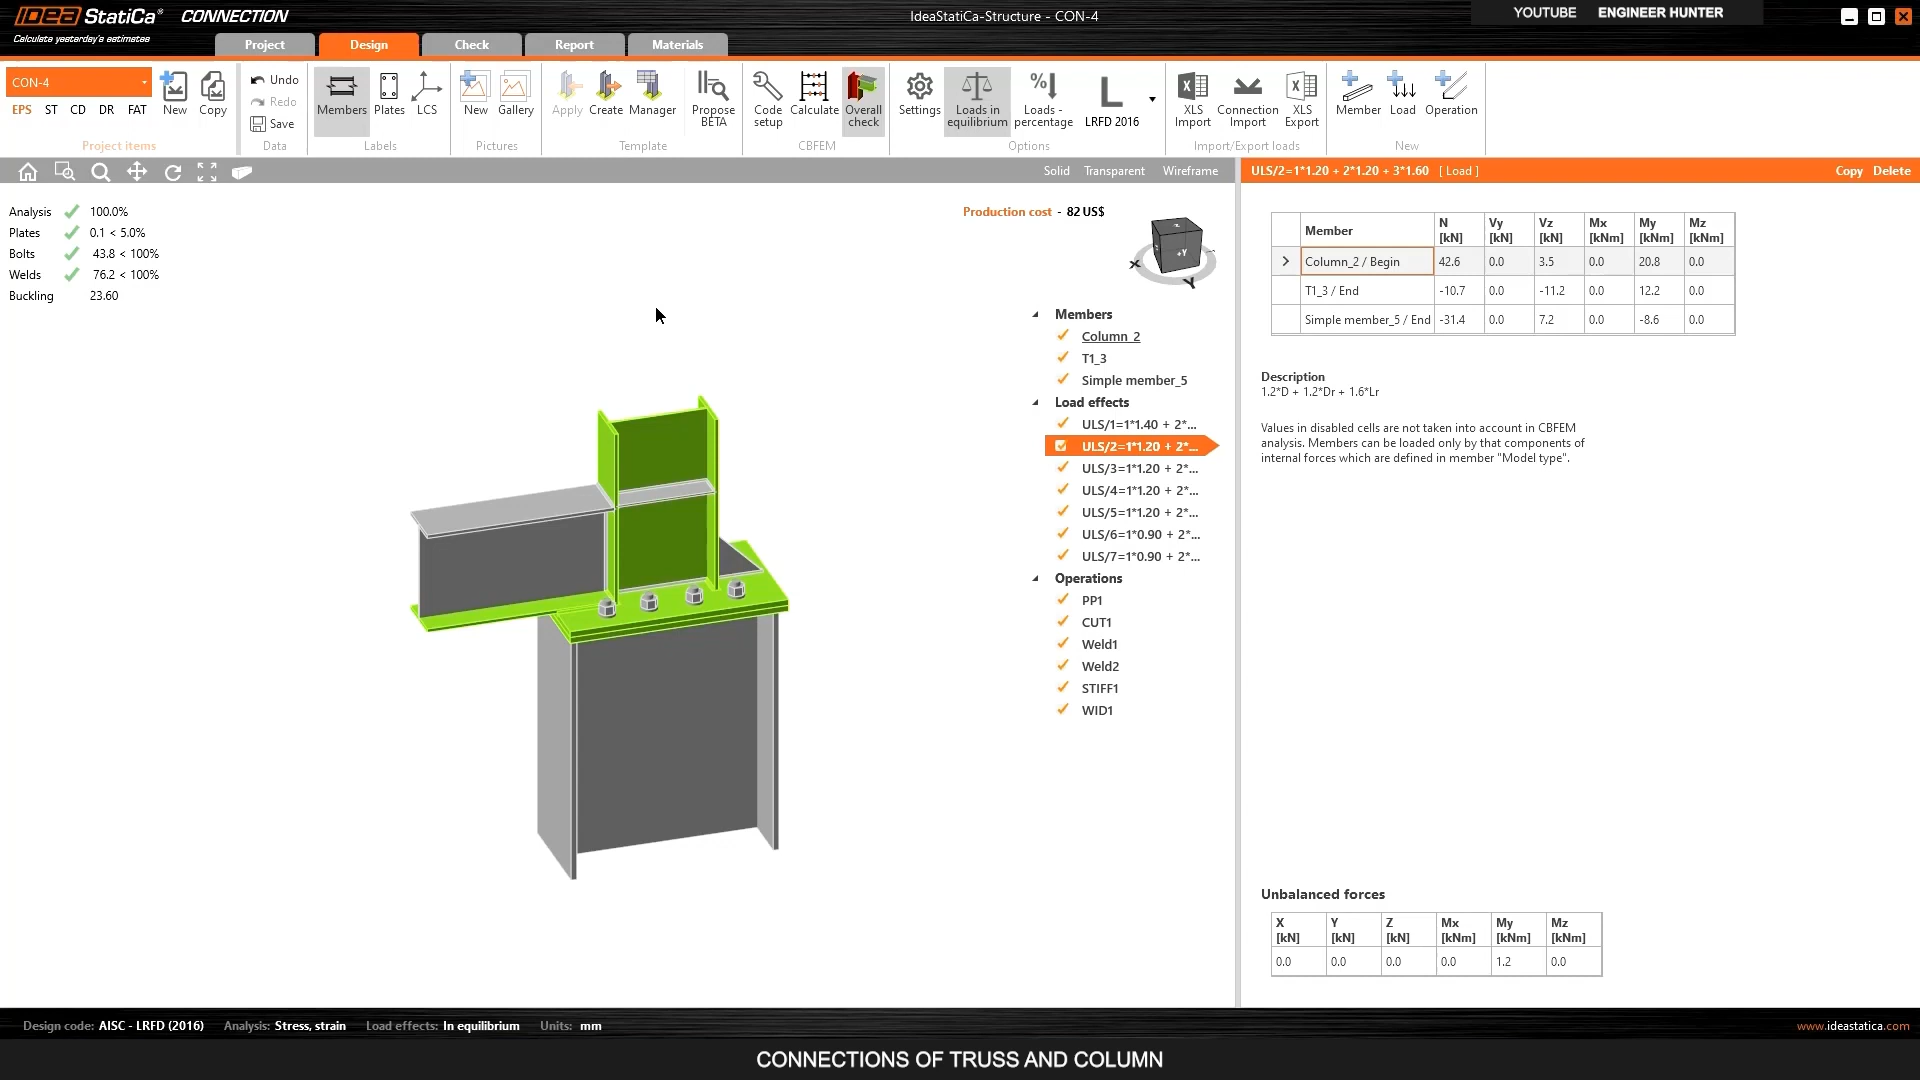 IDEA StatiCa® CONNECTION
Calculate yesterday's estimates
IdeaStatiCa-Structure - CON-4
YOUTUBE ENGINEER HUNTER
Project Design Check Report Materials
CON-4
EPS ST CD DR FAT
New Copy
Project items
Undo
Redo
Save
Data
Members Plates LCS
Labels
New Gallery
Pictures
Apply Create Manager Propose BETA
Template
Code setup Calculate Overall check
CBFEM
Settings Loads in equilibrium Loads - percentage LRFD 2016
Options
XLS Import Connection Import XLS Export
Import/Export loads
Member Load Operation
New
Solid Transparent Wireframe
ULS/2=1*1.20 + 2*1.20 + 3*1.60 [ Load ] Copy Delete
Analysis 100.0%
Plates 0.1 < 5.0%
Bolts 43.8 < 100%
Welds 76.2 < 100%
Buckling 23.60
Production cost - 82 US$
+Y
X
Y
Members
Column_2
T1_3
Simple member_5
Load effects
ULS/1=1*1.40 + 2*...
ULS/2=1*1.20 + 2*...
ULS/3=1*1.20 + 2*...
ULS/4=1*1.20 + 2*...
ULS/5=1*1.20 + 2*...
ULS/6=1*0.90 + 2*...
ULS/7=1*0.90 + 2*...
Operations
PP1
CUT1
Weld1
Weld2
STIFF1
WID1
Member N [kN] Vy [kN] Vz [kN] Mx [kNm] My [kNm] Mz [kNm]
Column_2 / Begin 42.6 0.0 3.5 0.0 20.8 0.0
T1_3 / End -10.7 0.0 -11.2 0.0 12.2 0.0
Simple member_5 / End -31.4 0.0 7.2 0.0 -8.6 0.0
Description
1.2*D + 1.2*Dr + 1.6*Lr
Values in disabled cells are not taken into account in CBFEM
analysis. Members can be loaded only by that components of
internal forces which are defined in member "Model type".
Unbalanced forces
X [kN] Y [kN] Z [kN] Mx [kNm] My [kNm] Mz [kNm]
0.0 0.0 0.0 0.0 1.2 0.0
Design code: AISC - LRFD (2016) Analysis: Stress, strain Load effects: In equilibrium Units: mm
www.ideastatica.com
CONNECTIONS OF TRUSS AND COLUMN